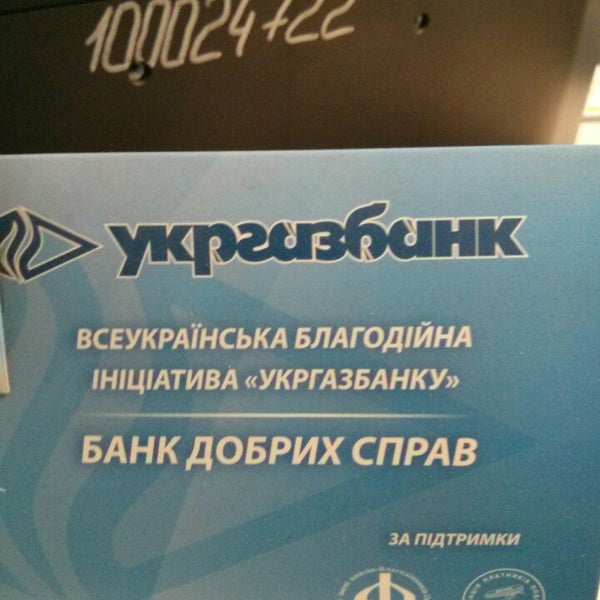 100024722
укргазбанк
ВСЕУКРАЇНСЬКА БЛАГОДІЙНА
ІНІЦІАТИВА «УКРГАЗБАНКУ»
БАНК ДОБРИХ СПРАВ
ЗА ПІДТРИМКИ